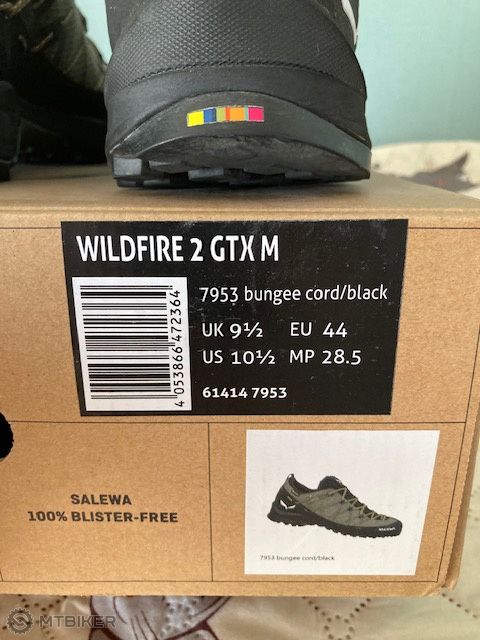 WILDFIRE 2 GTX M
7953 bungee cord/black
UK 9½ EU 44
US 10½ MP 28.5
61414 7953
4 053866 472364
SALEWA
100% BLISTER-FREE
SALEWA
7953 bungee cord/black
MTBIKER